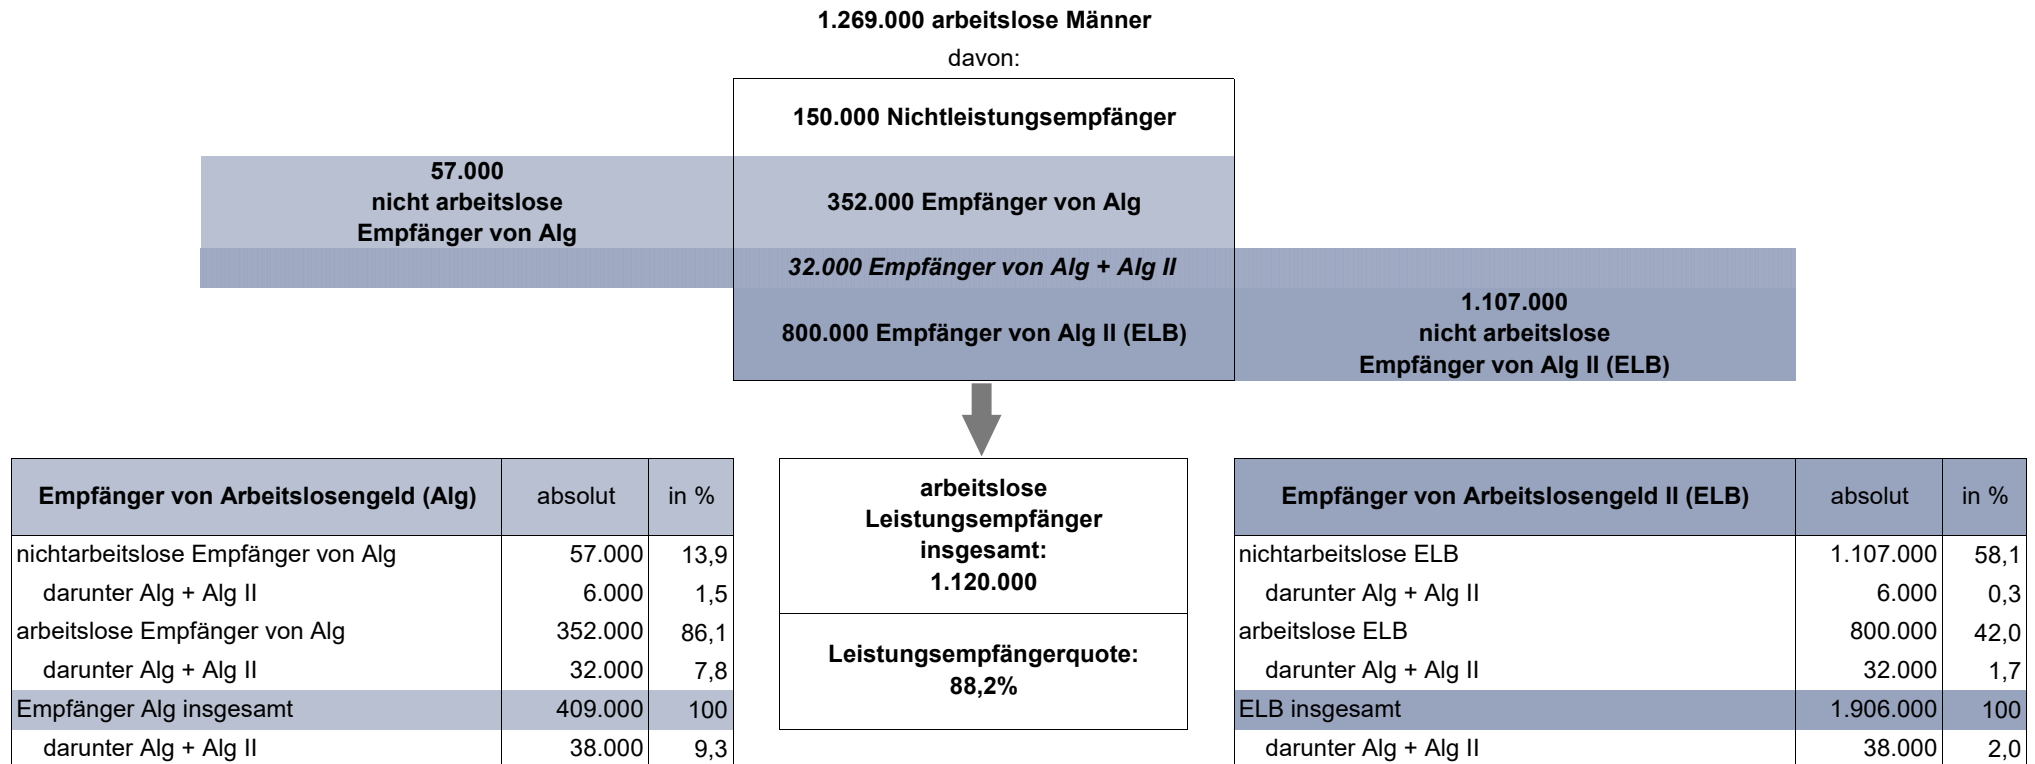 1.269.000 arbeitslose Männer
davon:
150.000 Nichtleistungsempfänger
57.000
nicht arbeitslose
Empfänger von Alg
352.000 Empfänger von Alg
32.000 Empfänger von Alg + Alg II
800.000 Empfänger von Alg II (ELB)
1.107.000
nicht arbeitslose
Empfänger von Alg II (ELB)
Empfänger von Arbeitslosengeld (Alg) absolut in %
nichtarbeitslose Empfänger von Alg 57.000 13,9
darunter Alg + Alg II 6.000 1,5
arbeitslose Empfänger von Alg 352.000 86,1
darunter Alg + Alg II 32.000 7,8
Empfänger Alg insgesamt 409.000 100
darunter Alg + Alg II 38.000 9,3
arbeitslose
Leistungsempfänger
insgesamt:
1.120.000
Leistungsempfängerquote:
88,2%
Empfänger von Arbeitslosengeld II (ELB) absolut in %
nichtarbeitslose ELB 1.107.000 58,1
darunter Alg + Alg II 6.000 0,3
arbeitslose ELB 800.000 42,0
darunter Alg + Alg II 32.000 1,7
ELB insgesamt 1.906.000 100
darunter Alg + Alg II 38.000 2,0